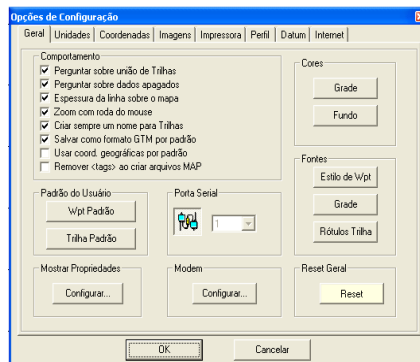 Opções de Configuração
Geral Unidades Coordenadas Imagens Impressora Perfil Datum Internet
Comportamento
Perguntar sobre união de Trilhas
Perguntar sobre dados apagados
Espessura da linha sobre o mapa
Zoom com roda do mouse
Criar sempre um nome para Trilhas
Salvar como formato GTM por padrão
Usar coord. geográficas por padrão
Remover <tags> ao criar arquivos MAP
Cores
Grade
Fundo
Fontes
Estilo de Wpt
Grade
Rótulos Trilha
Padrão do Usuário
Wpt Padrão
Trilha Padrão
Porta Serial
1
Mostrar Propriedades
Configurar...
Modem
Configurar...
Reset Geral
Reset
OK
Cancelar